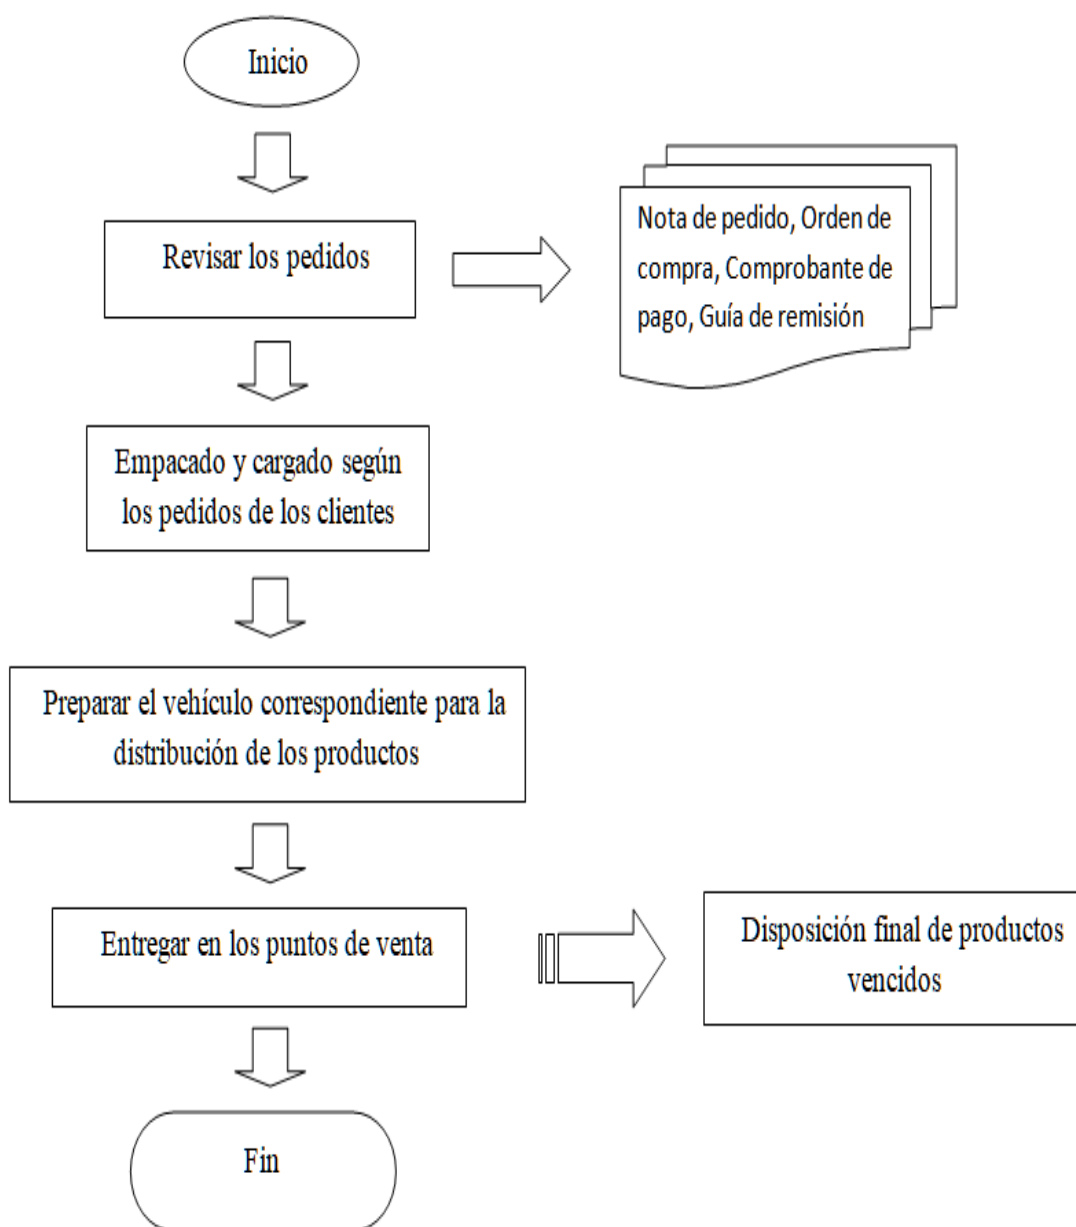 Inicio
Revisar los pedidos
Nota de pedido, Orden de
compra, Comprobante de
pago, Guía de remisión
Empacado y cargado según
los pedidos de los clientes
Preparar el vehículo correspondiente para la
distribución de los productos
Entregar en los puntos de venta
Disposición final de productos
vencidos
Fin